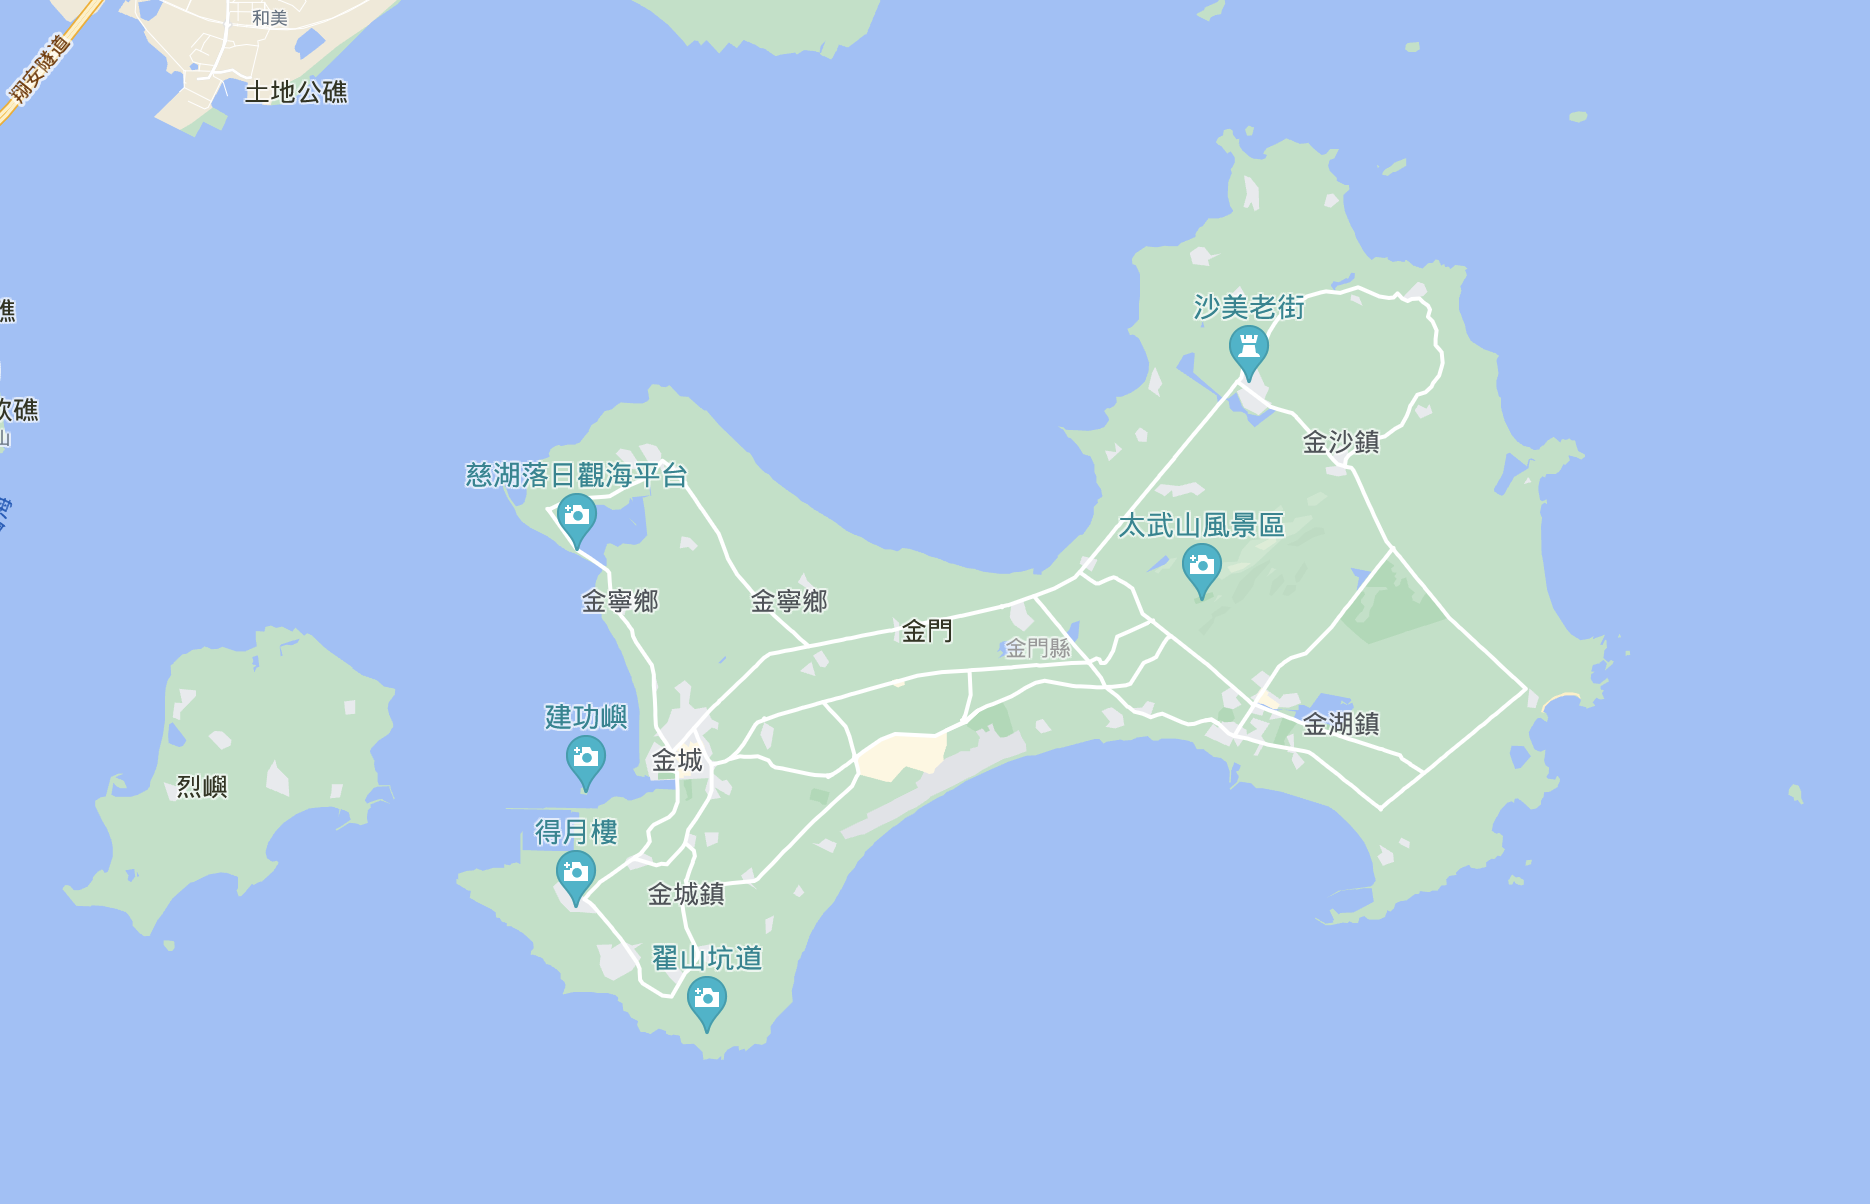 和美
翔安隧道
土地公礁
沙美老街
礁
礁
金沙鎮
慈湖落日觀海平台
太武山風景區
金寧鄉
金寧鄉
金門
金門縣
建功嶼
金湖鎮
金城
烈嶼
得月樓
金城鎮
翟山坑道